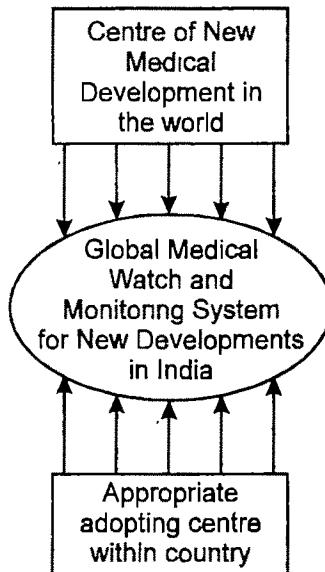 Centre of New
Medical
Development in
the world
Global Medical
Watch and
Monitorng System
for New Developments
in India
Appropriate
adopting centre
within country